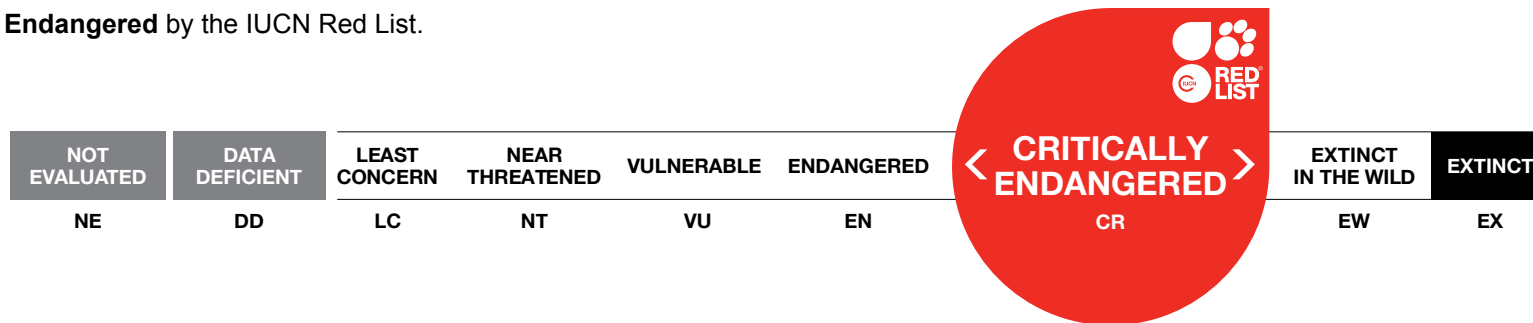 Endangered by the IUCN Red List.
IUCN
RED
LIST
NOT
EVALUATED
DATA
DEFICIENT
LEAST
CONCERN
NEAR
THREATENED
VULNERABLE
ENDANGERED
< CRITICALLY
ENDANGERED >
EXTINCT
IN THE WILD
EXTINCT
NE
DD
LC
NT
VU
EN
CR
EW
EX